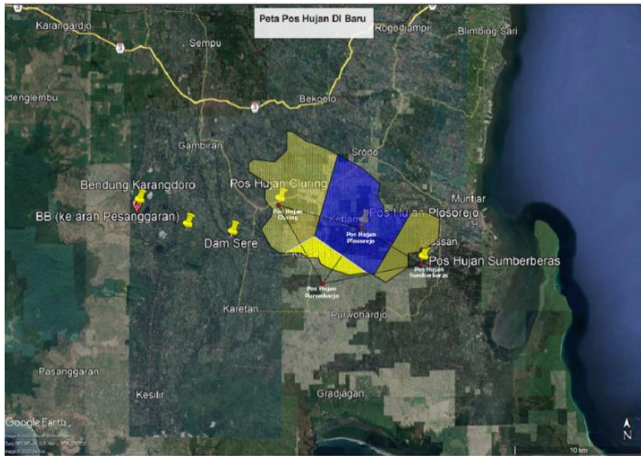 Peta Pos Hujan DI Baru
Karangardjo
Rogodjampi
Blimbing Sari
Sempu
Bekoelo
Gambiran
Srono
Bendung Karangdoro
Pos Hujan Cluring
Muntjar
BB (ke arah Pesanggaran)
Pos Hujan
Cluring
Pos Hujan Plosorejo
Pos Hujan
Plosorejo
Dam Sere
Pos Hujan Sumberberas
Pos Hujan
Sumberberas
Pos Hujan
Purwoharjo
Karetan
Purwohardjo
Pasanggaran
Kesilir
Gradjagan
Google Earth
N
10 km